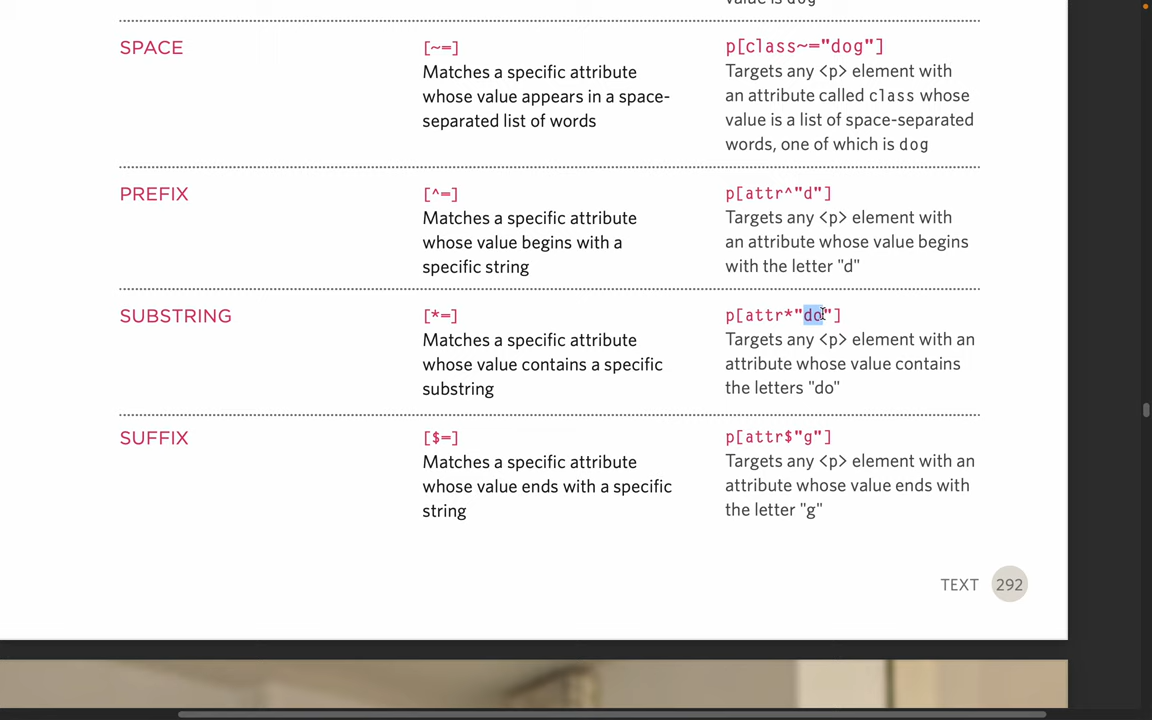 value is dog
SPACE
[~=]
Matches a specific attribute
whose value appears in a space-
separated list of words
p[class~="dog"]
Targets any <p> element with
an attribute called class whose
value is a list of space-separated
words, one of which is dog
PREFIX
[^=]
Matches a specific attribute
whose value begins with a
specific string
p[attr^"d"]
Targets any <p> element with
an attribute whose value begins
with the letter "d"
SUBSTRING
[*=]
Matches a specific attribute
whose value contains a specific
substring
p[attr*"do"]
Targets any <p> element with an
attribute whose value contains
the letters "do"
SUFFIX
[$=]
Matches a specific attribute
whose value ends with a specific
string
p[attr$"g"]
Targets any <p> element with an
attribute whose value ends with
the letter "g"
TEXT 292